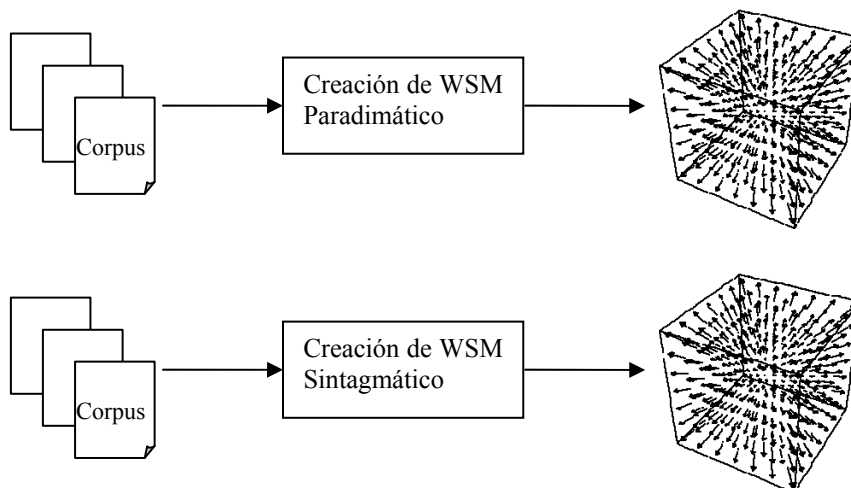 Creación de WSM
Paradimático
Corpus
Creación de WSM
Sintagmático
Corpus